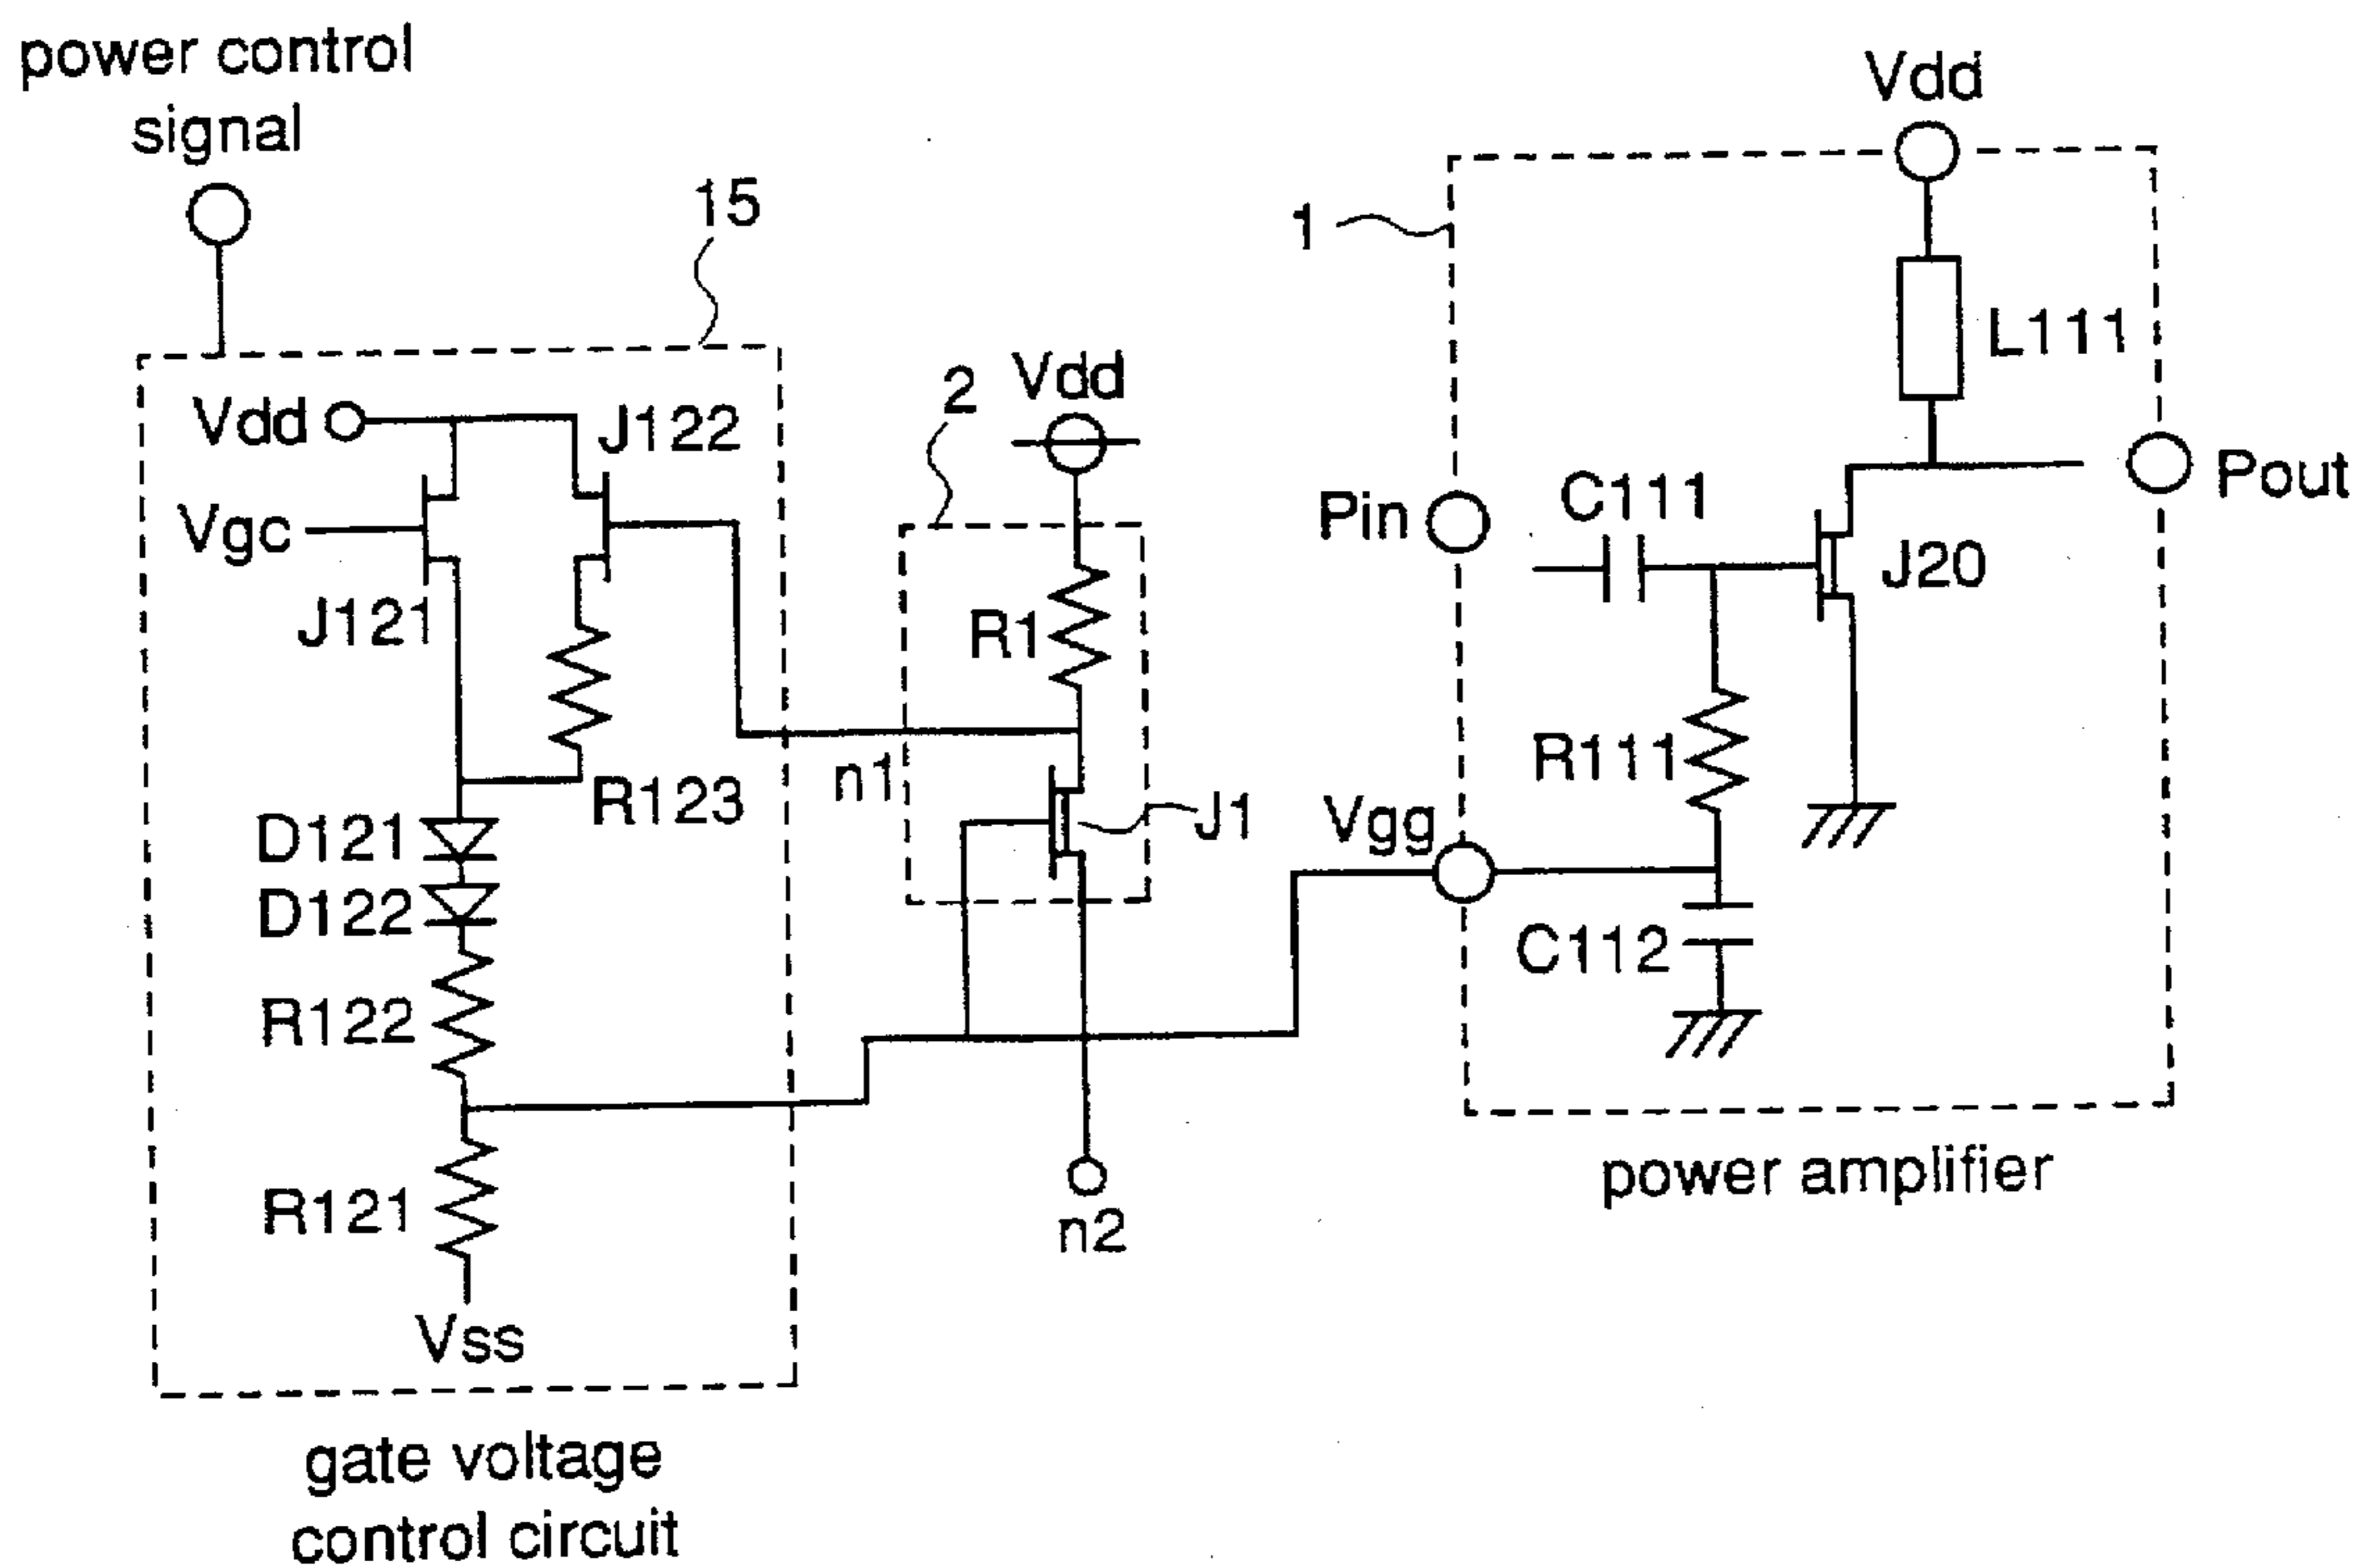 power control
signal
15
Vdd
J122
Vgc
J121
R123
D121
D122
R122
R121
Vss
gate voltage
control circuit
2
Vdd
R1
n1
J1
n2
1
Vdd
L111
Pin
C111
Pout
J20
R111
Vgg
C112
power amplifier